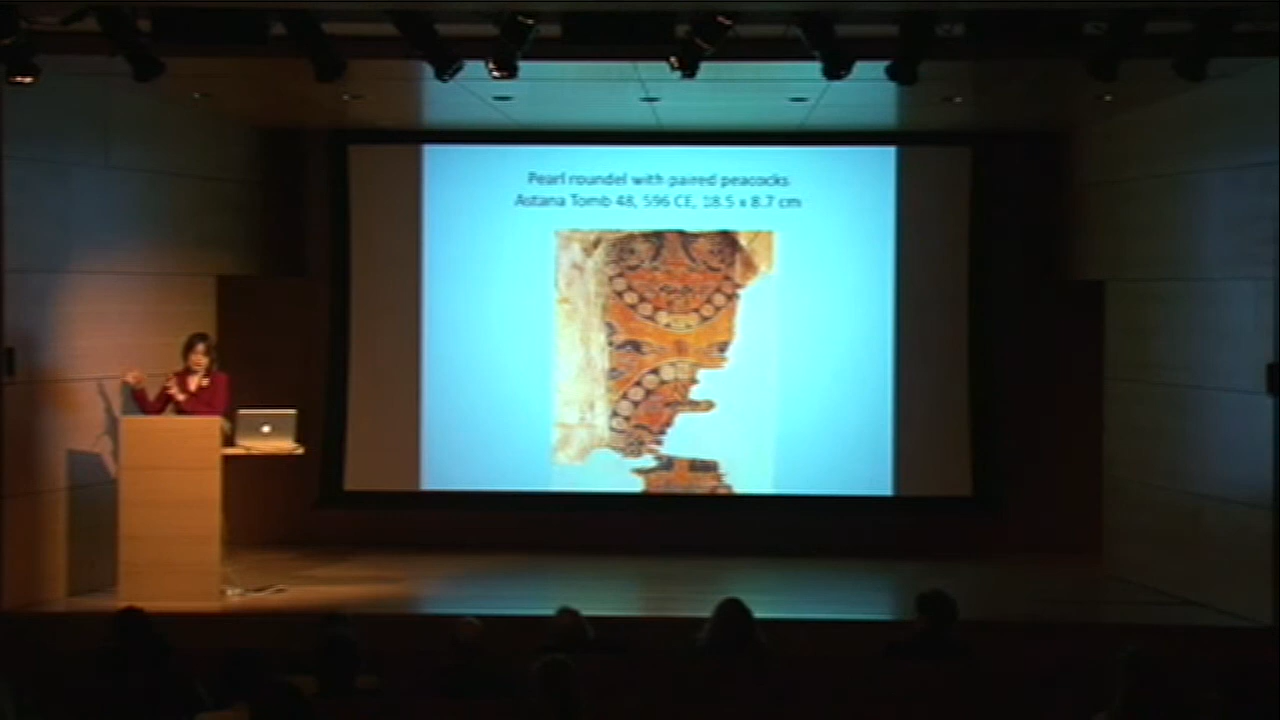 Pearl roundel with paired peacocks
Astana Tomb 48, 596 CE, 18.5 x 8.7 cm